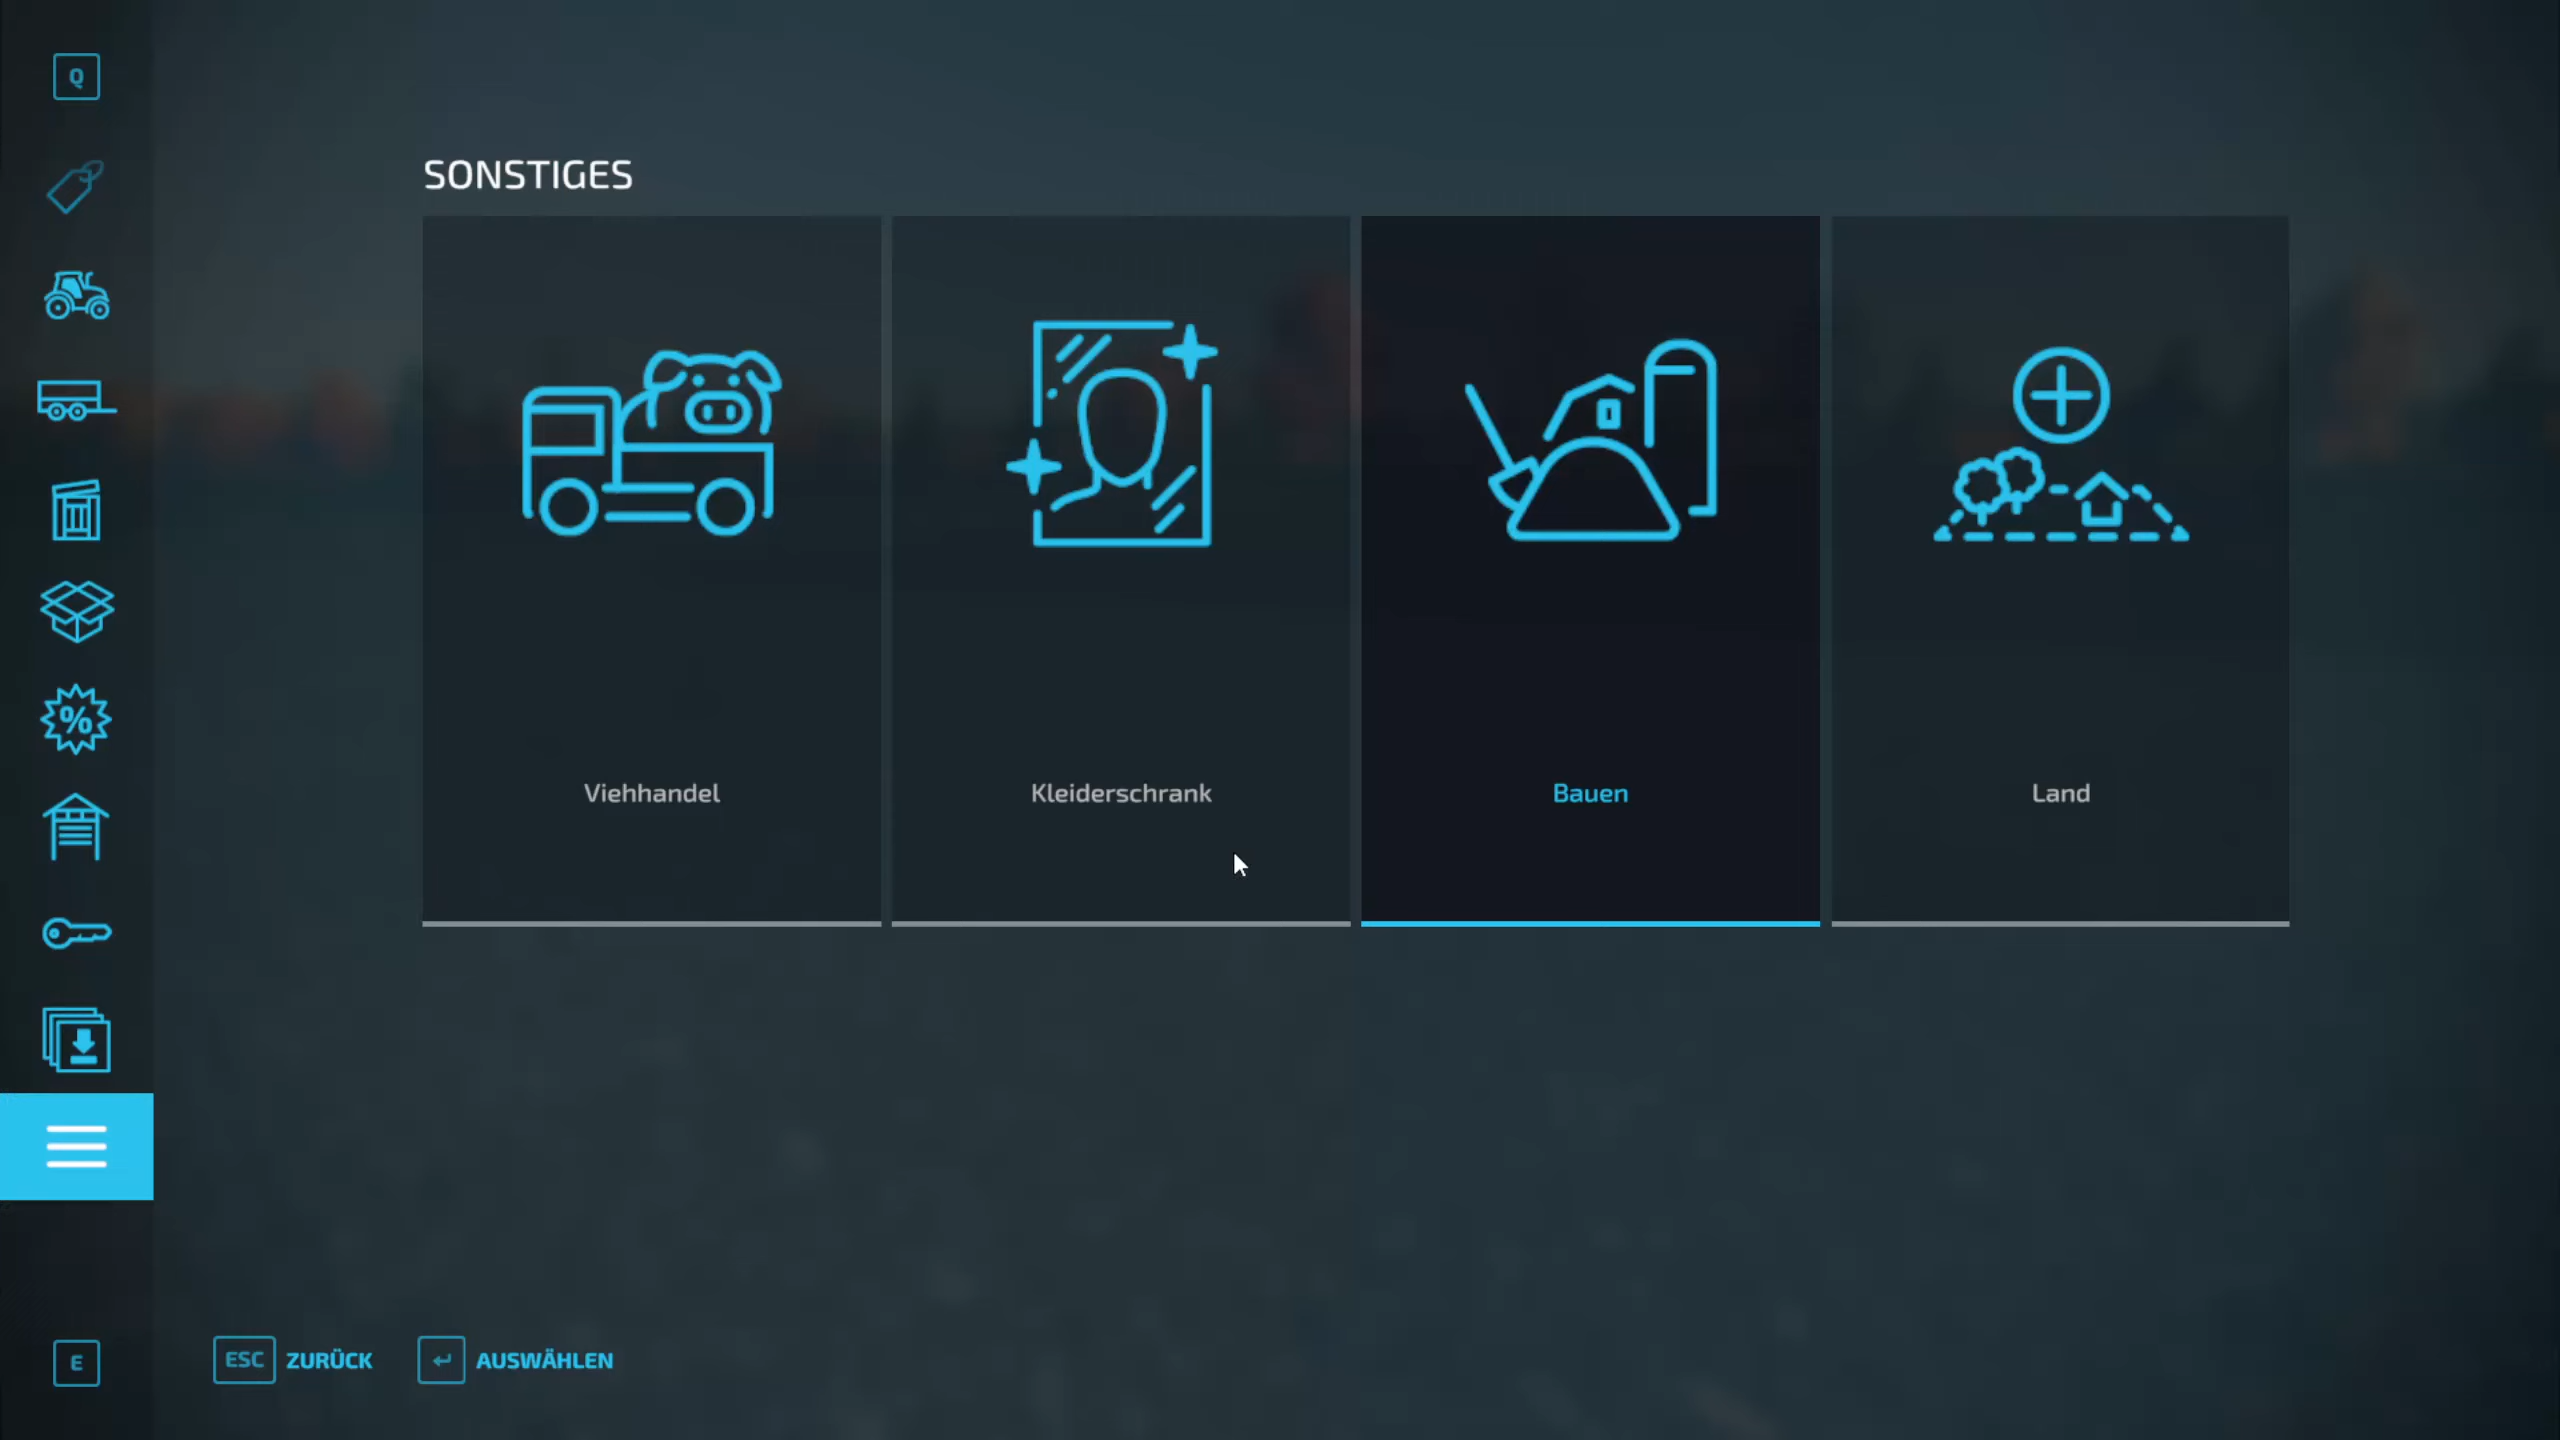 Q
SONSTIGES
%
Viehhandel
Kleiderschrank
Bauen
Land
E
ESC ZURÜCK
↵ AUSWÄHLEN